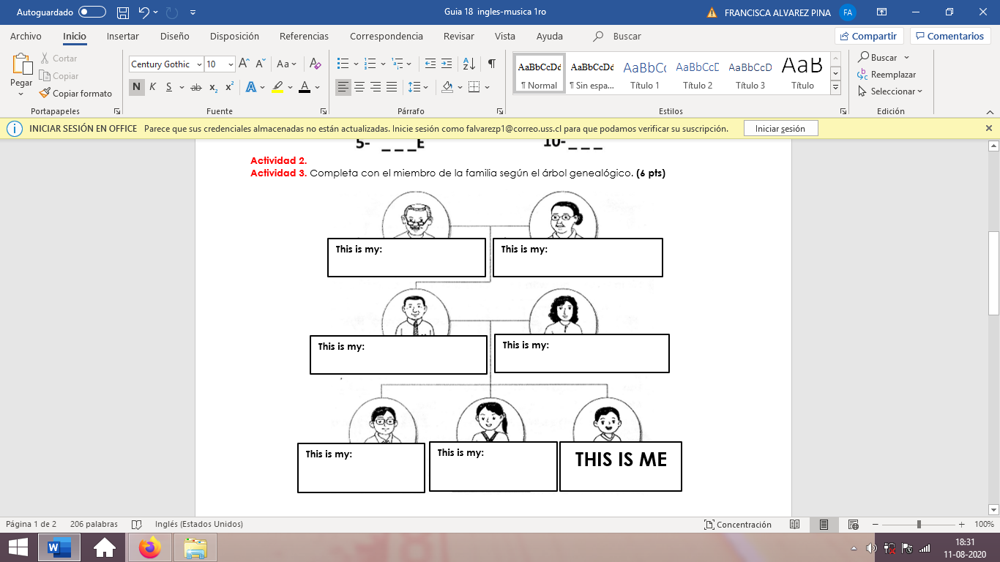 Autoguardado
Guia 18 ingles-musica 1ro
FRANCISCA ALVAREZ PINA
FA
Archivo Inicio Insertar Diseño Disposición Referencias Correspondencia Revisar Vista Ayuda Buscar
Compartir Comentarios
Pegar
Cortar
Copiar
Copiar formato
Portapapeles
Century Gothic 10
Aa
N K S ab x₂ x² A A
Fuente
Párrafo
AaBbCcDd AaBbCcDd AaBbCc AaBbCcD AaBbCcD AaB
¶ Normal ¶ Sin espa... Título 1 Título 2 Título 3 Título
Estilos
Buscar
Reemplazar
Seleccionar
Edición
INICIAR SESIÓN EN OFFICE Parece que sus credenciales almacenadas no están actualizadas. Inicie sesión como falvarezp1@correo.uss.cl para que podamos verificar su suscripción. Iniciar sesión
5- _ _ _E 10-_ _ _
Actividad 2.
Actividad 3. Completa con el miembro de la familia según el árbol genealógico. (6 pts)
This is my: This is my:
This is my: This is my:
This is my: This is my: THIS IS ME
Página 1 de 2 206 palabras Inglés (Estados Unidos) Concentración 100%
18:31
11-08-2020